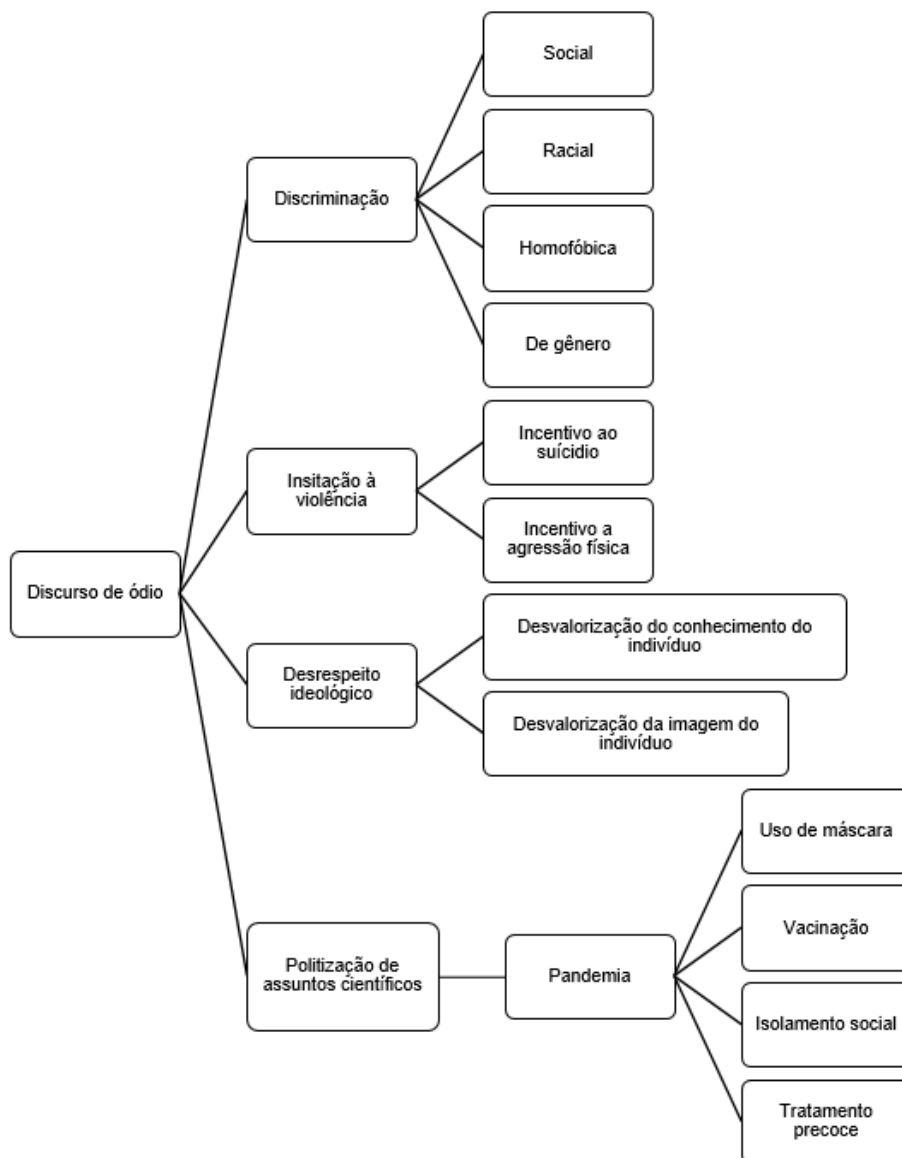 Social
Racial
Discriminação
Homofóbica
De gênero
Incentivo ao
suícidio
Insitação à
violência
Incentivo a
agressão física
Discurso de ódio
Desvalorização do conhecimento do
indivíduo
Desrespeito
ideológico
Desvalorização da imagem do
indivíduo
Uso de máscara
Vacinação
Politização de
assuntos científicos
Pandemia
Isolamento social
Tratamento
precoce